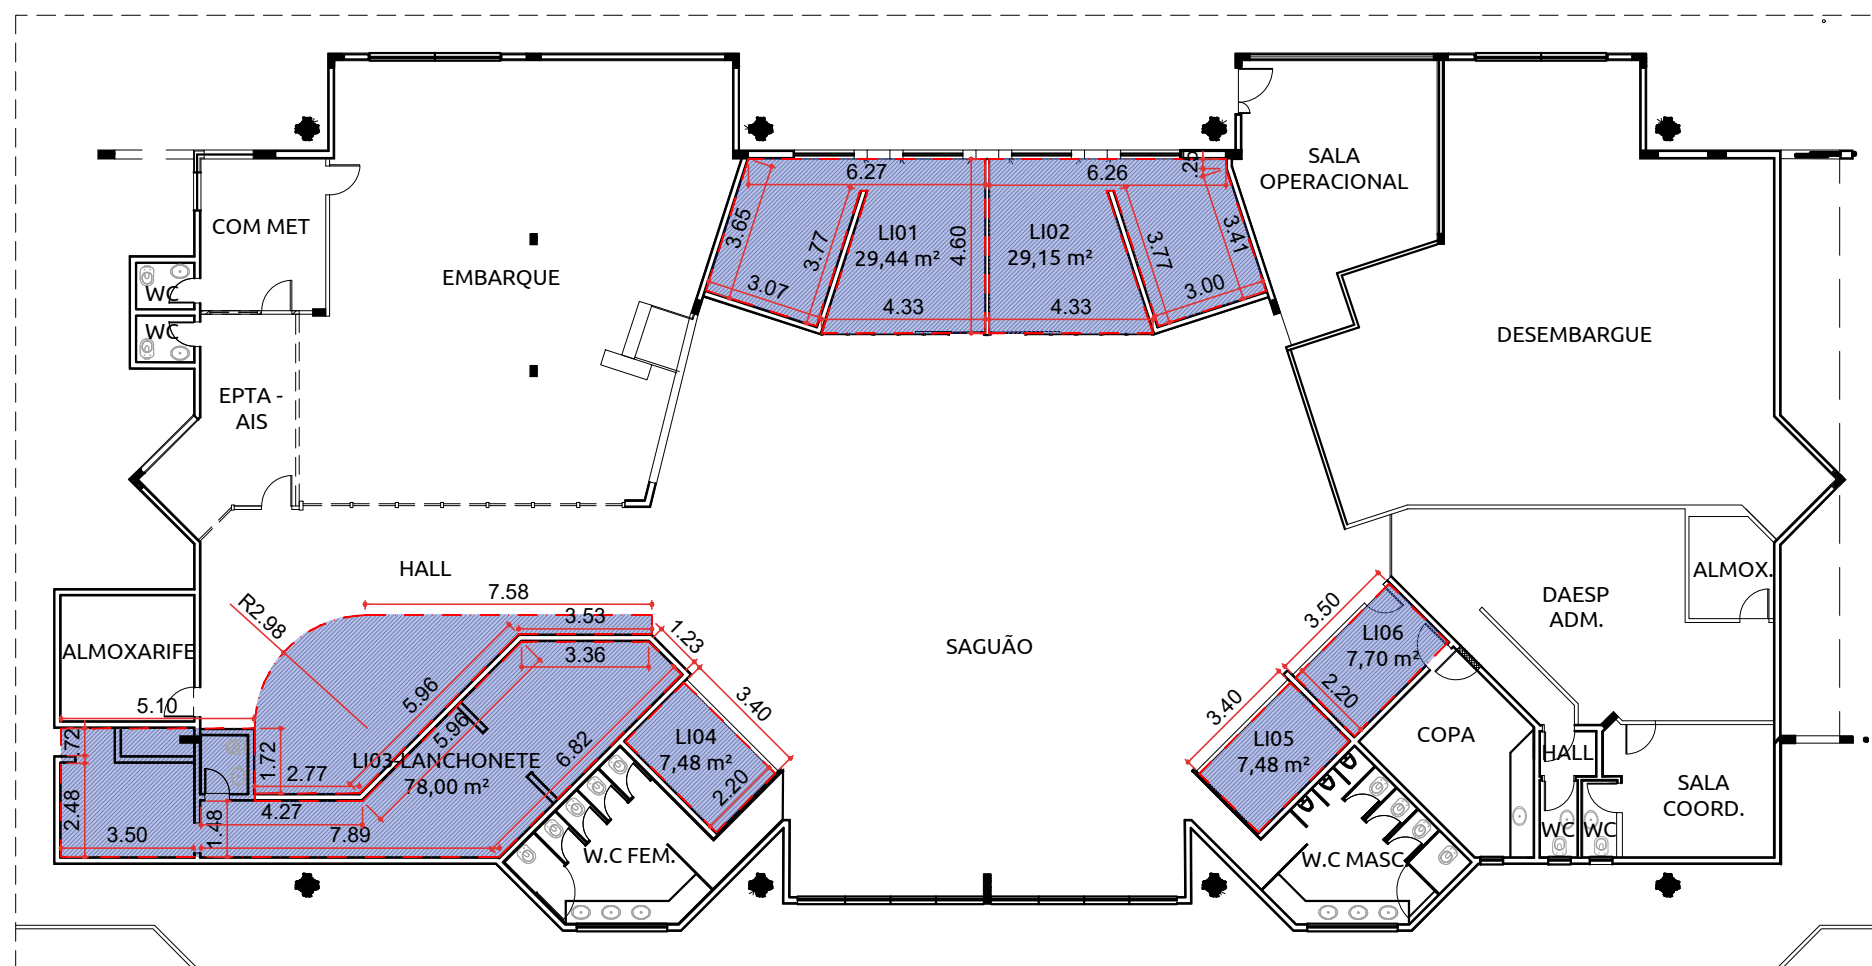 SALA
OPERACIONAL
25
6.27
6.26
COM MET
3.65
3.77
LI01
29,44 m²
4.60
LI02
29,15 m²
3.77
3.41
EMBARQUE
WC
3.07
3.00
4.33
4.33
WC
DESEMBARGUE
EPTA -
AIS
HALL
ALMOX.
7.58
DAESP
ADM.
R2.98
3.53
1.23
3.50
ALMOXARIFE
3.36
SAGUÃO
LI06
7,70 m²
5.96
2.20
5.10
3.40
3.40
5.96
.72
1.72
LI03-LANCHONETE
78,00 m²
6.82
LI04
7,48 m²
LI05
7,48 m²
COPA
HALL
2.77
2.20
2.48
4.27
1.48
SALA
COORD.
3.50
7.89
WC
WC
W.C FEM.
W.C MASC.